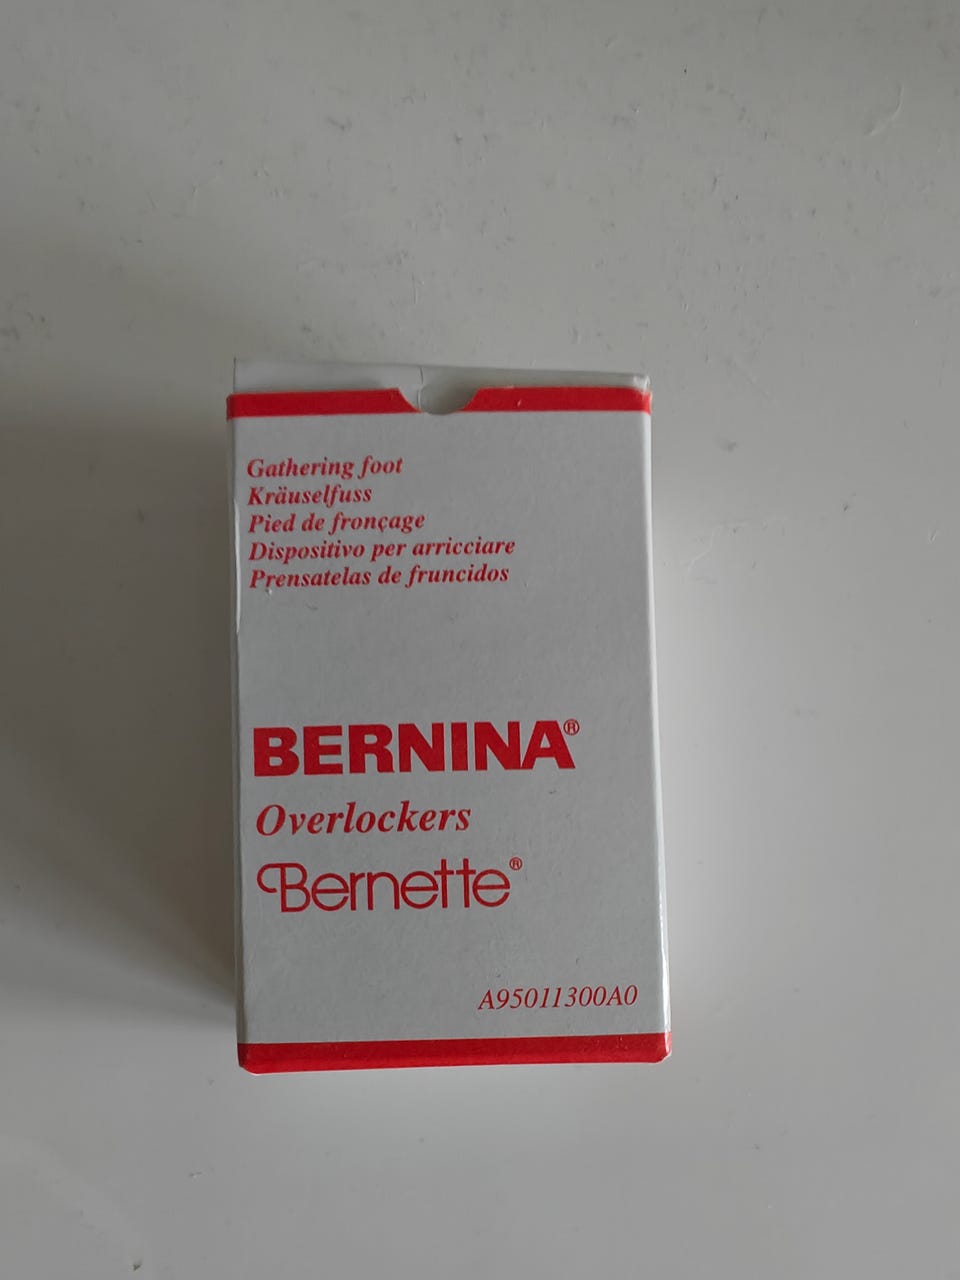 Gathering foot
Kräuselfuss
Pied de fronçage
Dispositivo per arricciare
Prensatelas de fruncidos
BERNINA®
Overlockers
Bernette®
A95011300A0